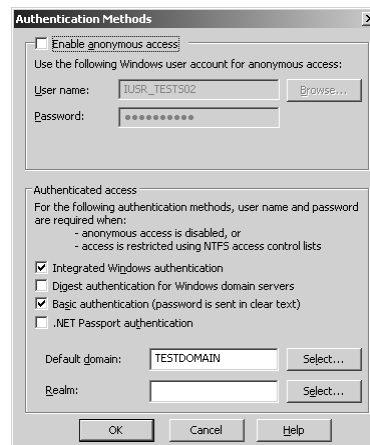 Authentication Methods
Enable anonymous access
Use the following Windows user account for anonymous access:
User name: IUSR_TESTS02 Browse...
Password: ●●●●●●●●●●
Authenticated access
For the following authentication methods, user name and password
are required when:
- anonymous access is disabled, or
- access is restricted using NTFS access control lists
Integrated Windows authentication
Digest authentication for Windows domain servers
Basic authentication (password is sent in clear text)
.NET Passport authentication
Default domain: TESTDOMAIN Select...
Realm: Select...
OK Cancel Help